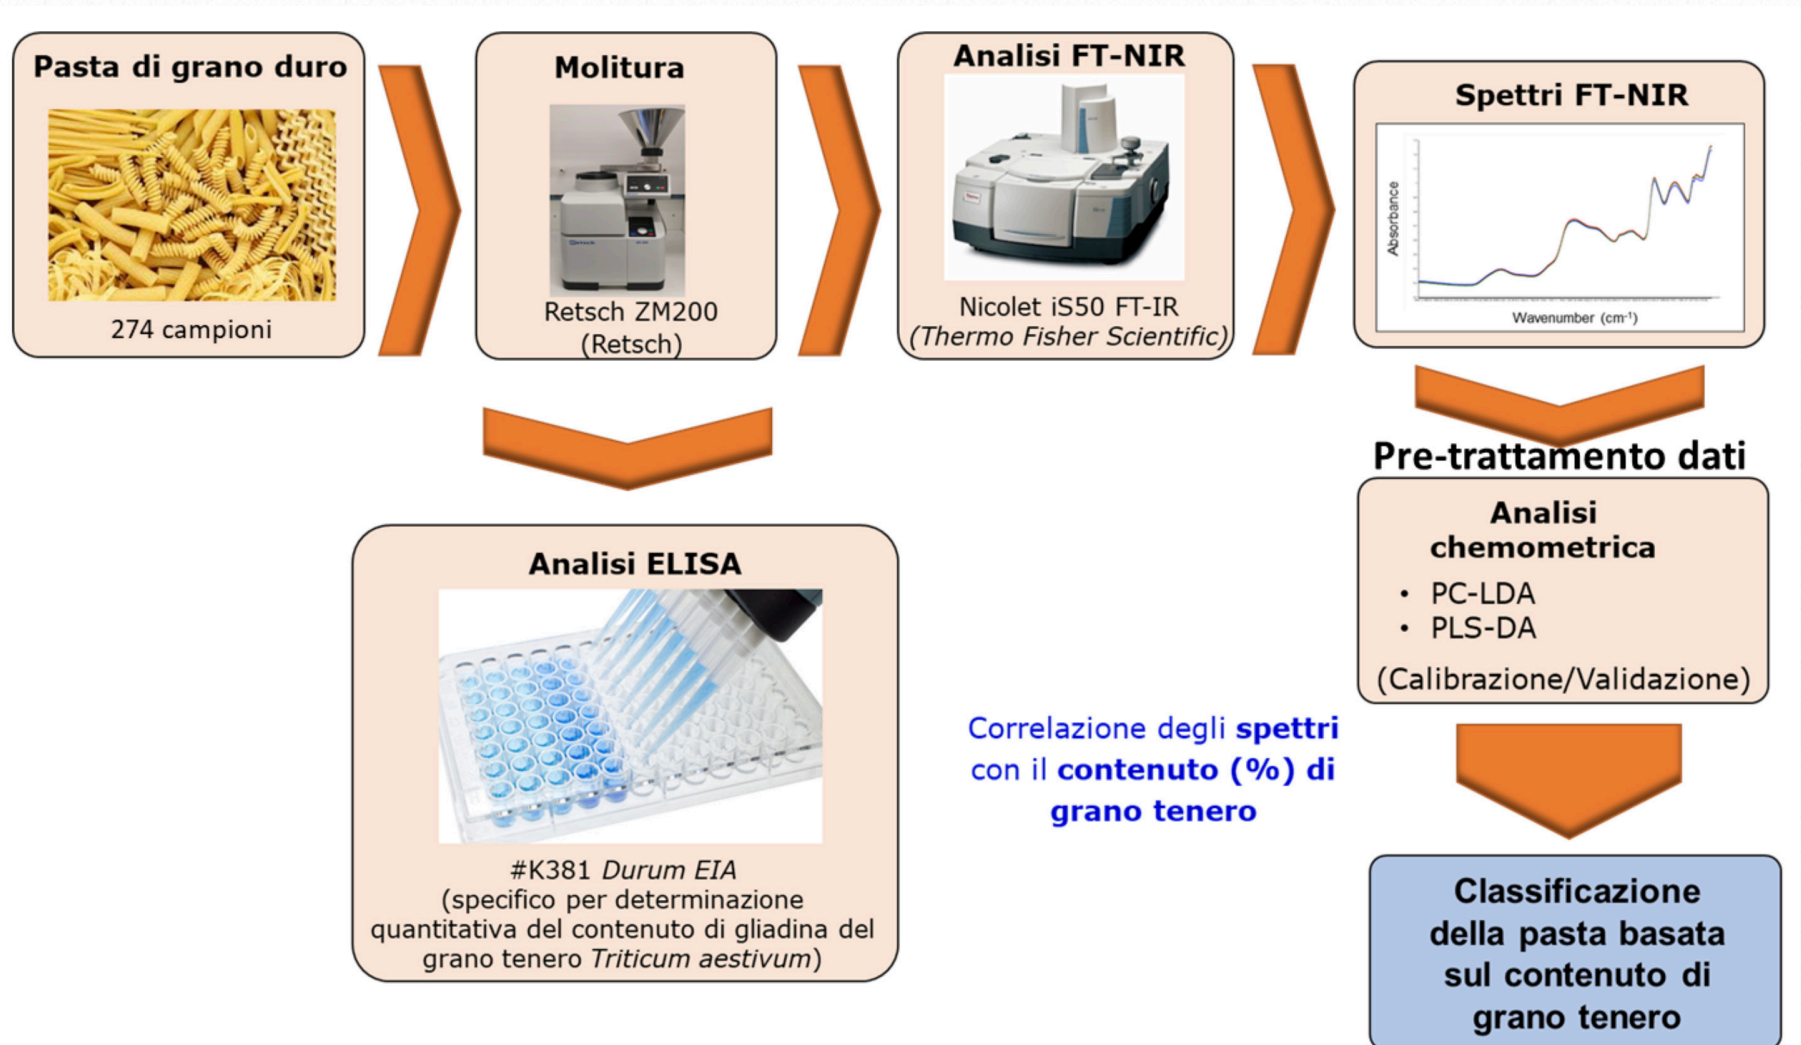 Pasta di grano duro
274 campioni
Molitura
Retsch
Retsch ZM200
(Retsch)
Analisi FT-NIR
Nicolet iS50 FT-IR
(Thermo Fisher Scientific)
Spettri FT-NIR
Absorbance
Wavenumber (cm-1)
Pre-trattamento dati
Analisi
chemometrica
• PC-LDA
• PLS-DA
(Calibrazione/Validazione)
Analisi ELISA
#K381 Durum EIA
(specifico per determinazione
quantitativa del contenuto di gliadina del
grano tenero Triticum aestivum)
Correlazione degli spettri
con il contenuto (%) di
grano tenero
Classificazione
della pasta basata
sul contenuto di
grano tenero